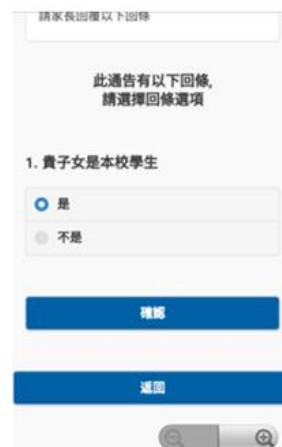 請家長回覆以下回條
此通告有以下回條,
請選擇回條選項
1. 貴子女是本校學生
是
不是
確認
返回